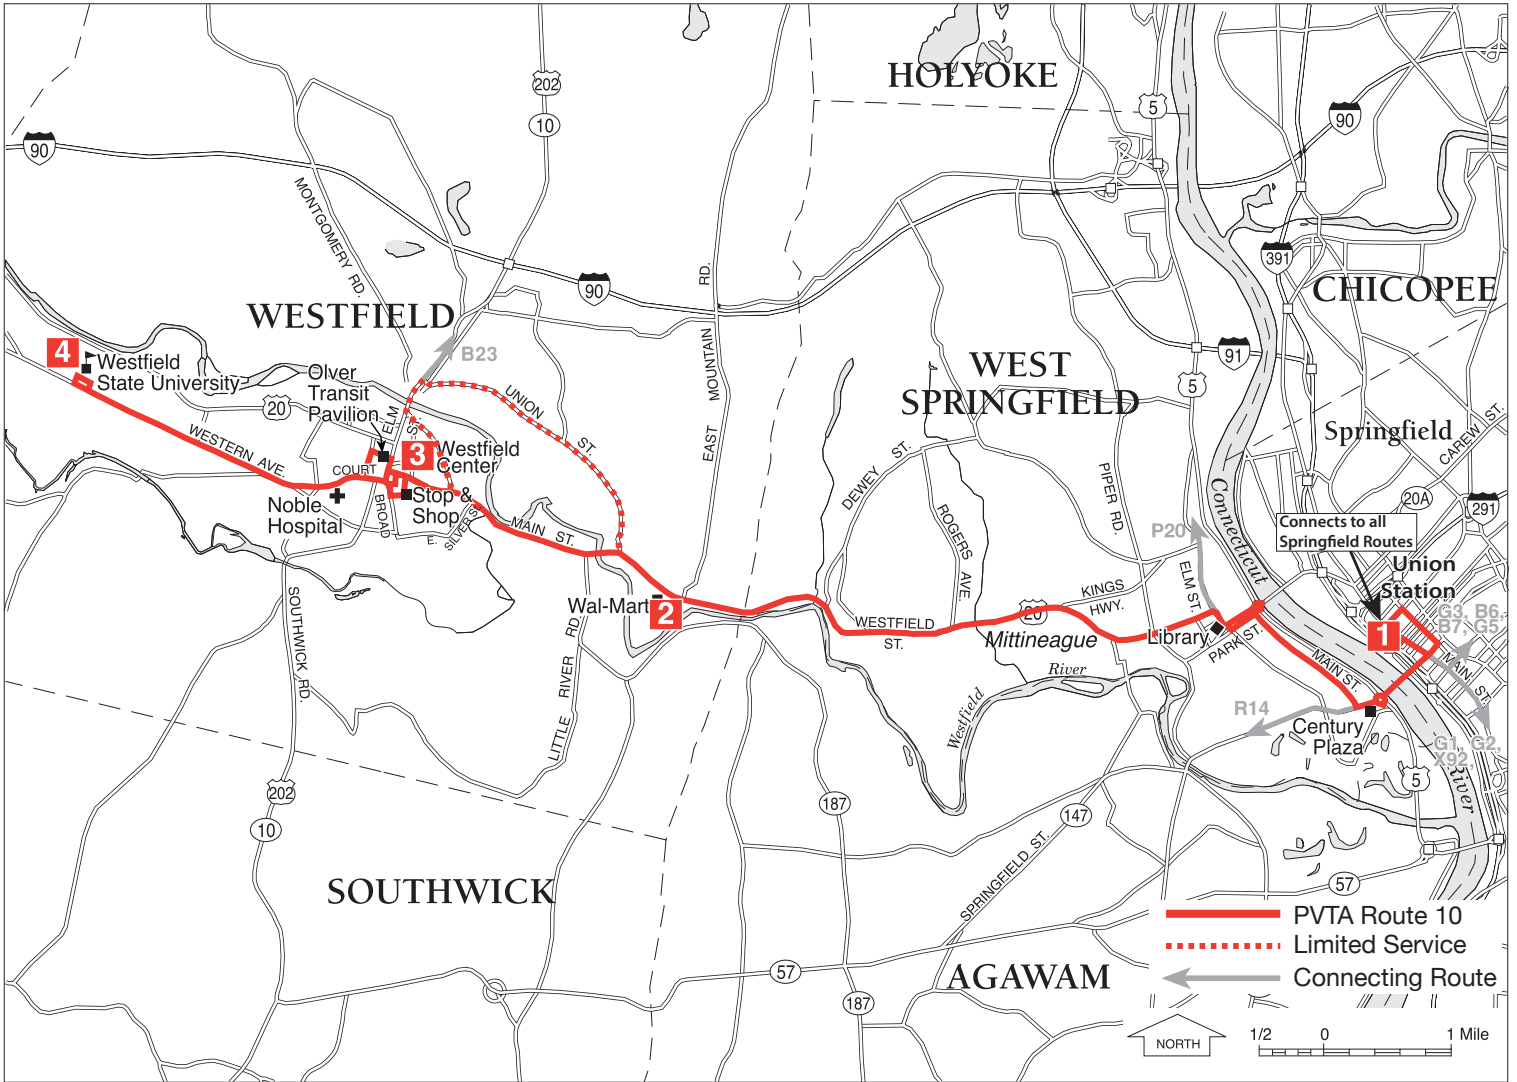 HOLYOKE
202
10
5
90
90
MONTGOMERY RD.
391
CHICOPEE
90
RD.
WESTFIELD
MOUNTAIN
EAST
B23
91
WEST
SPRINGFIELD
5
4
Westfield
State University
Olver
Transit
Pavilion
20
UNION
ST.
ELM
ST.
WESTERN AVE.
COURT
3
Westfield
Center
Noble
Hospital
BROAD
Stop &
Shop
E.
SILVER ST.
MAIN ST.
DEWEY ST.
ROGERS AVE.
PIPER RD.
Springfield
CAREW ST.
20A
291
Connecticut
Connects to all
Springfield Routes
P20
Union
Station
ELM ST.
KINGS
HWY.
SOUTHWICK RD.
Wal-Mart
2
LITTLE RIVER RD.
WESTFIELD
ST.
20
Mittineague
Library
PARK ST.
MAIN ST.
1
G3, B6,
B7, G5
MAIN ST.
River
Westfield
R14
Century
Plaza
G1, G2,
X92,
5
River
202
10
187
147
SPRINGFIELD ST.
57
SOUTHWICK
AGAWAM
57
187
PVTA Route 10
Limited Service
Connecting Route
NORTH
1/2 0 1 Mile